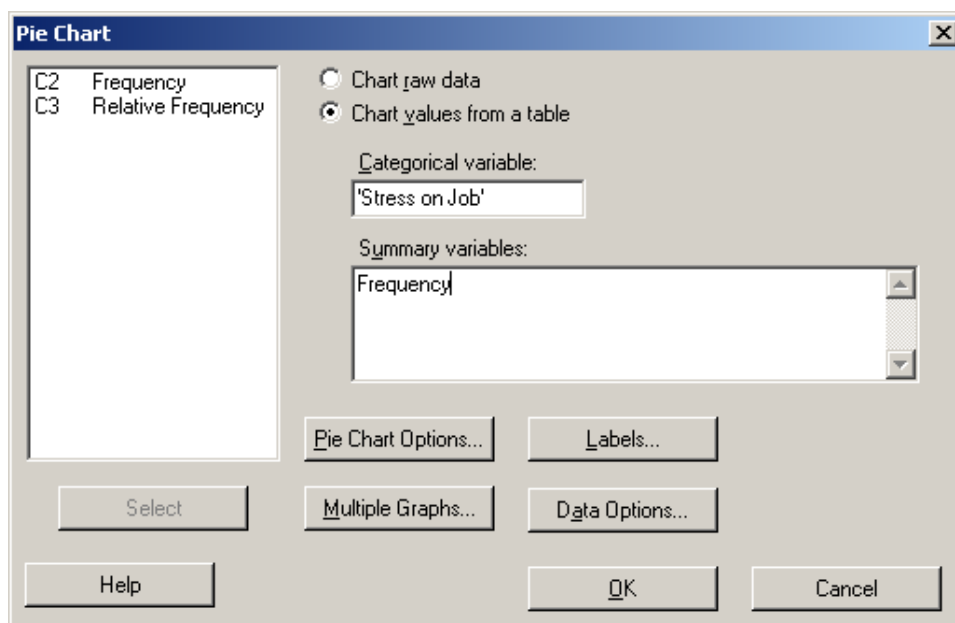 Pie Chart
C2 Frequency
C3 Relative Frequency
Chart raw data
Chart values from a table
Categorical variable:
'Stress on Job'
Summary variables:
Frequency
Pie Chart Options...
Labels...
Select
Multiple Graphs...
Data Options...
Help
OK
Cancel